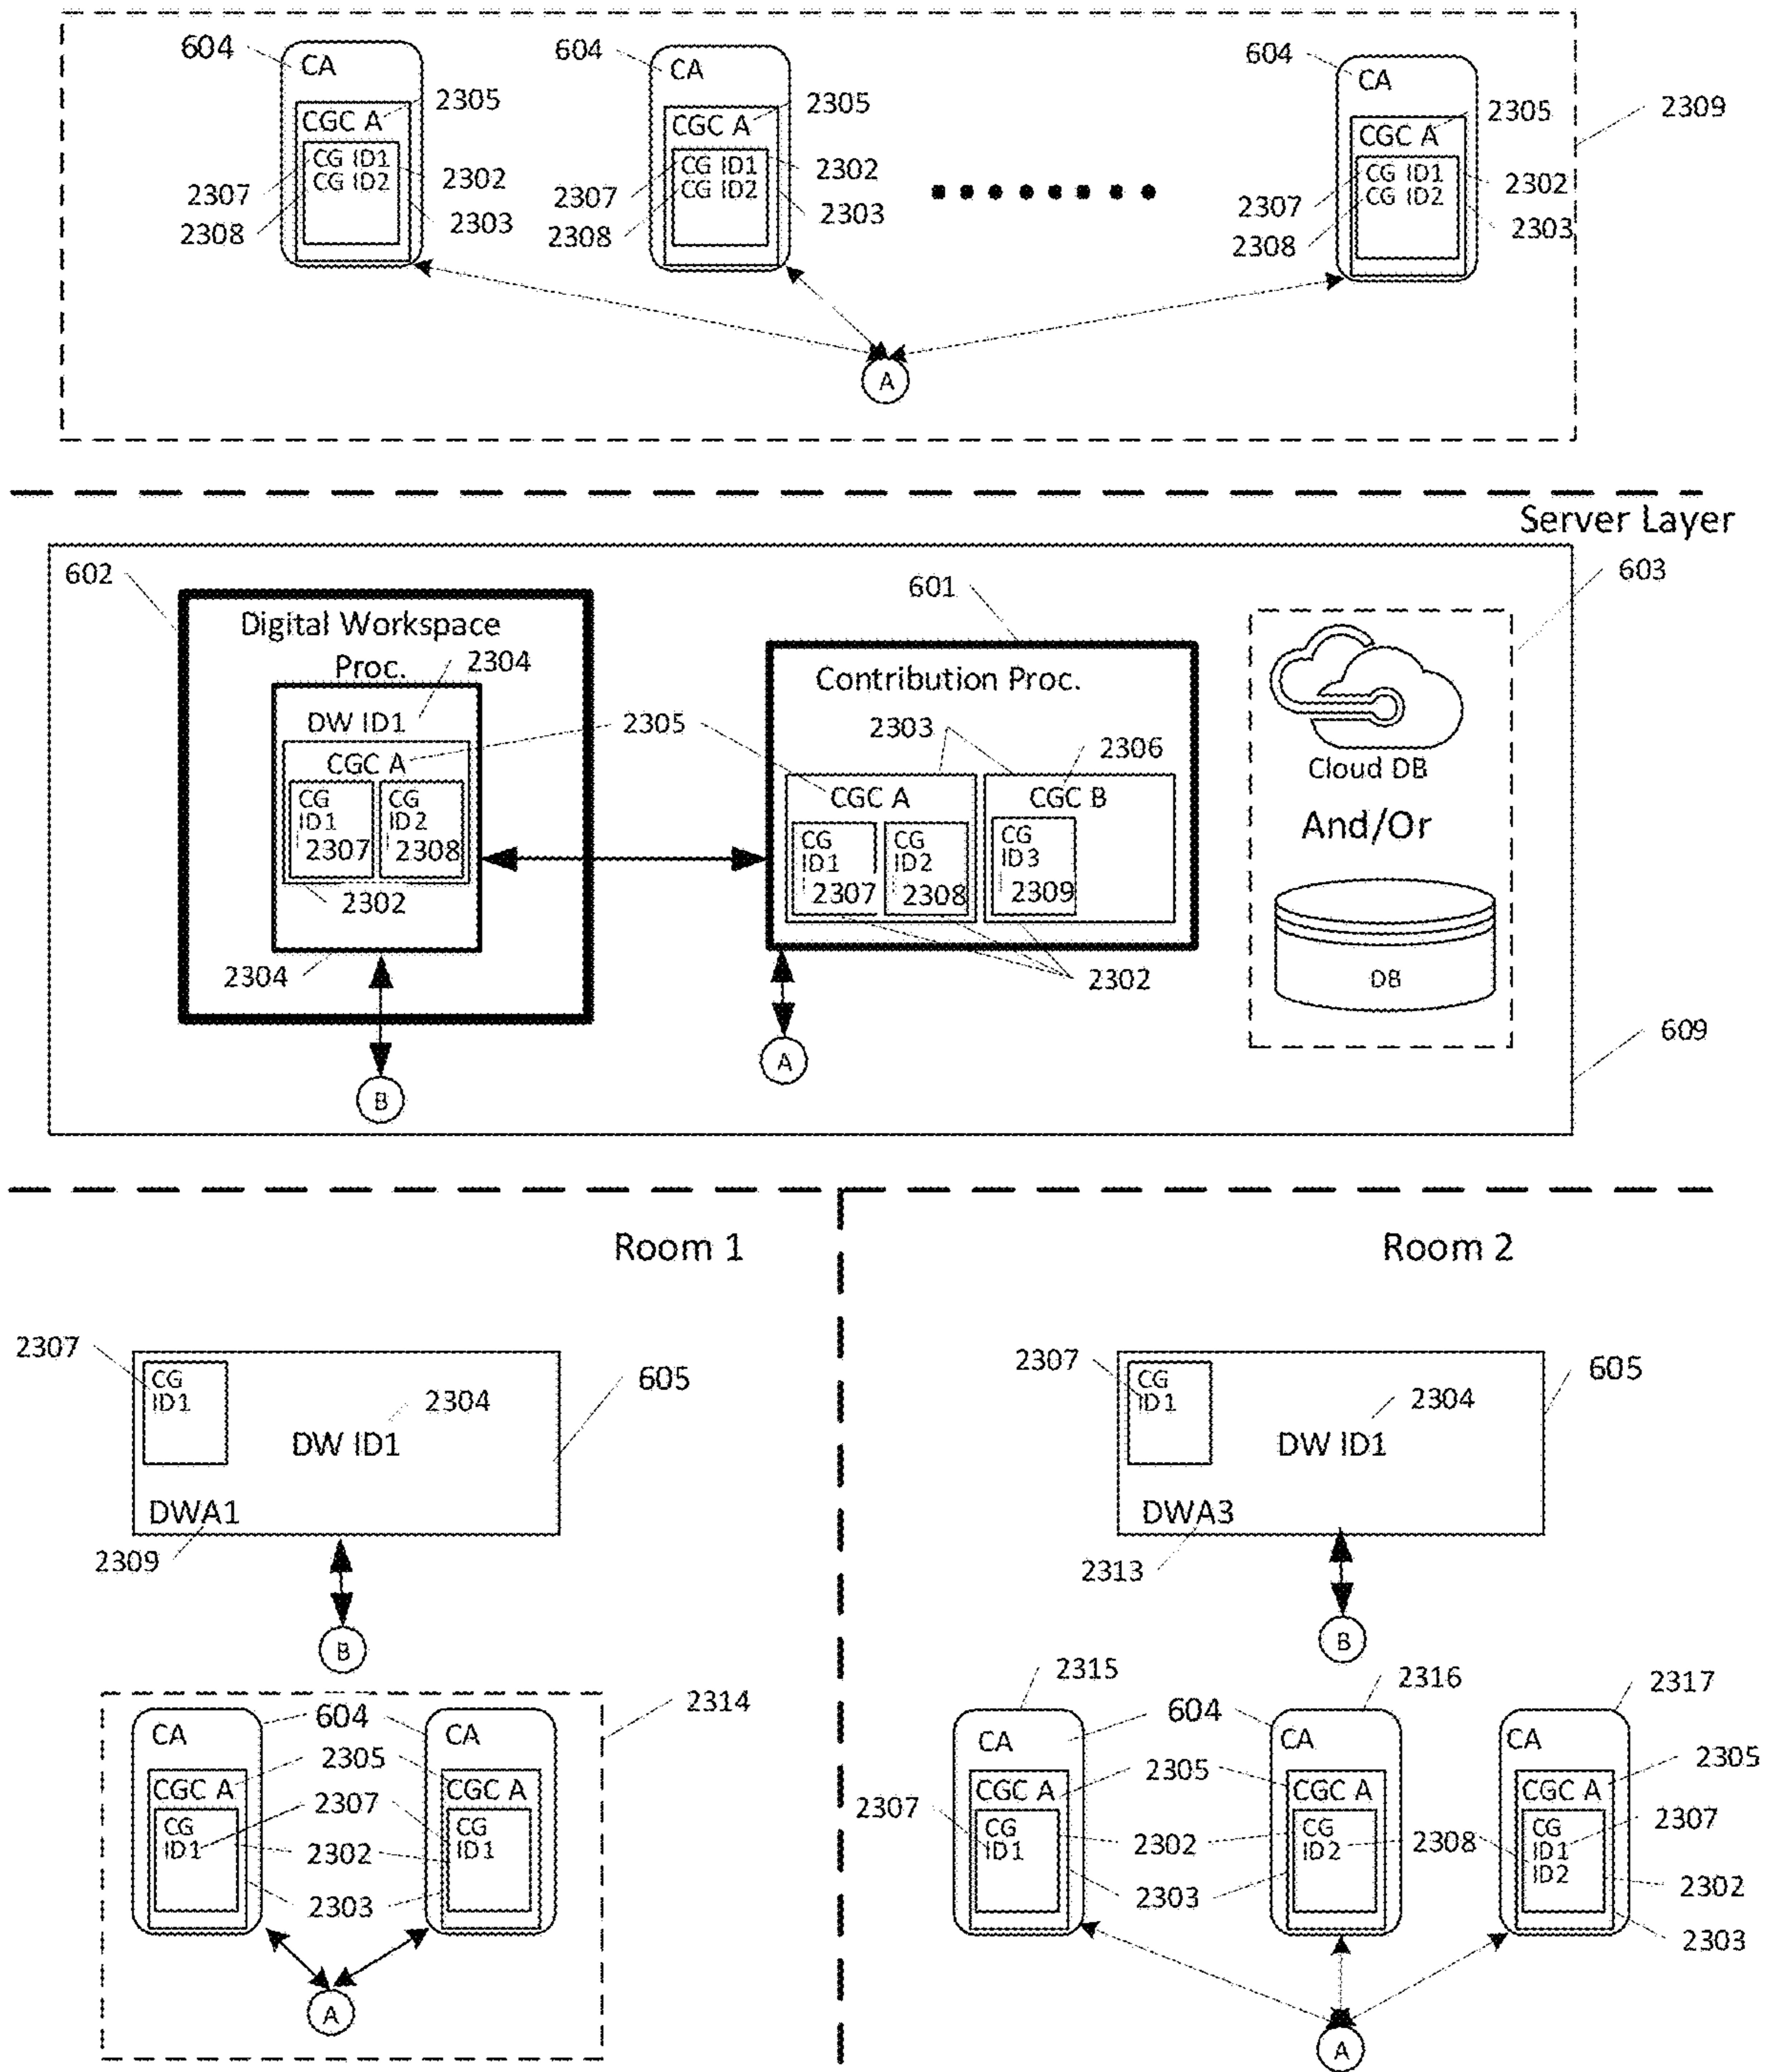 604
CA
CGC A
2305
CG ID1
CG ID2
2307
2308
2302
2303
604
CA
CGC A
2305
CG ID1
CG ID2
2307
2308
2302
2303
604
CA
CGC A
2305
CG ID1
CG ID2
2307
2308
2302
2303
2309
A
Server Layer
602
Digital Workspace
Proc.
2304
DW ID1
CGC A
CG
ID1
2307
CG
ID2
2308
2302
2304
B
2305
601
Contribution Proc.
2303
2306
CGC A
CG
ID1
2307
CG
ID2
2308
CGC B
CG
ID3
2309
2302
A
603
Cloud DB
And/Or
DB
609
Room 1
2307
CG
ID1
2304
DW ID1
605
DWA1
2309
B
2314
604
CA
CA
2305
CGC A
CGC A
2307
CG
ID1
CG
ID1
2302
2303
A
Room 2
2307
CG
ID1
2304
DW ID1
605
DWA3
2313
B
2315
2316
2317
604
CA
CA
CA
2305
2305
CGC A
CGC A
CGC A
2307
CG
ID1
2302
CG
ID2
2308
CG
ID1
ID2
2307
2302
2303
2303
A